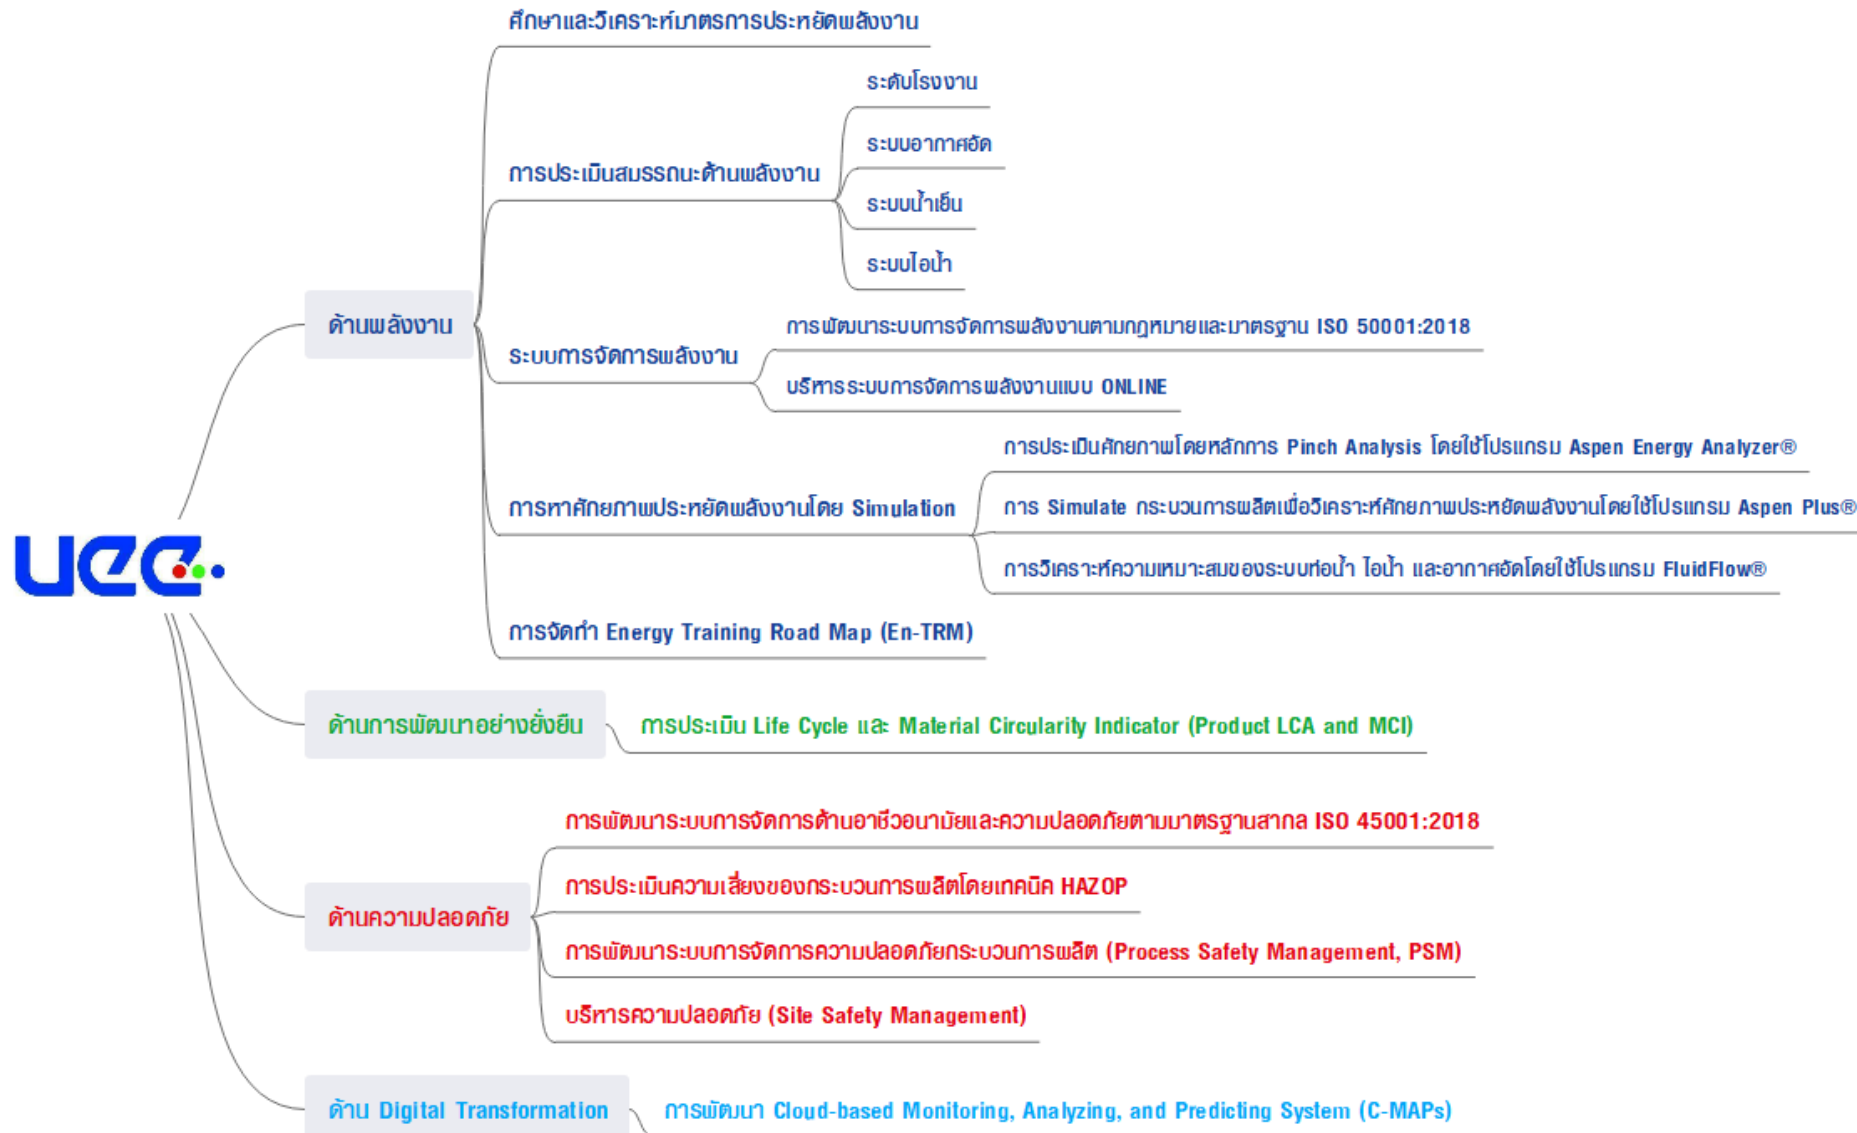 ศึกษาและวิเคราะห์มาตรการประหยัดพลังงาน
ระดับโรงงาน
ระบบอากาศอัด
การประเมินสมรรถนะด้านพลังงาน
ระบบน้ำเย็น
ระบบไอน้ำ
ด้านพลังงาน
การพัฒนาระบบการจัดการพลังงานตามกฎหมายและมาตรฐาน ISO 50001:2018
ระบบการจัดการพลังงาน
บริหารระบบการจัดการพลังงานแบบ ONLINE
การประเมินศักยภาพโดยหลักการ Pinch Analysis โดยใช้โปรแกรม Aspen Energy Analyzer®
การหาศักยภาพประหยัดพลังงานโดย Simulation
การ Simulate กระบวนการผลิตเพื่อวิเคราะห์ศักยภาพประหยัดพลังงานโดยใช้โปรแกรม Aspen Plus®
การวิเคราะห์ความเหมาะสมของระบบท่อน้ำ ไอน้ำ และอากาศอัดโดยใช้โปรแกรม FluidFlow®
uee
การจัดทำ Energy Training Road Map (En-TRM)
ด้านการพัฒนาอย่างยั่งยืน
การประเมิน Life Cycle และ Material Circularity Indicator (Product LCA and MCI)
การพัฒนาระบบการจัดการด้านอาชีวอนามัยและความปลอดภัยตามมาตรฐานสากล ISO 45001:2018
การประเมินความเสี่ยงของกระบวนการผลิตโดยเทคนิค HAZOP
ด้านความปลอดภัย
การพัฒนาระบบการจัดการความปลอดภัยกระบวนการผลิต (Process Safety Management, PSM)
บริหารความปลอดภัย (Site Safety Management)
ด้าน Digital Transformation
การพัฒนา Cloud-based Monitoring, Analyzing, and Predicting System (C-MAPs)